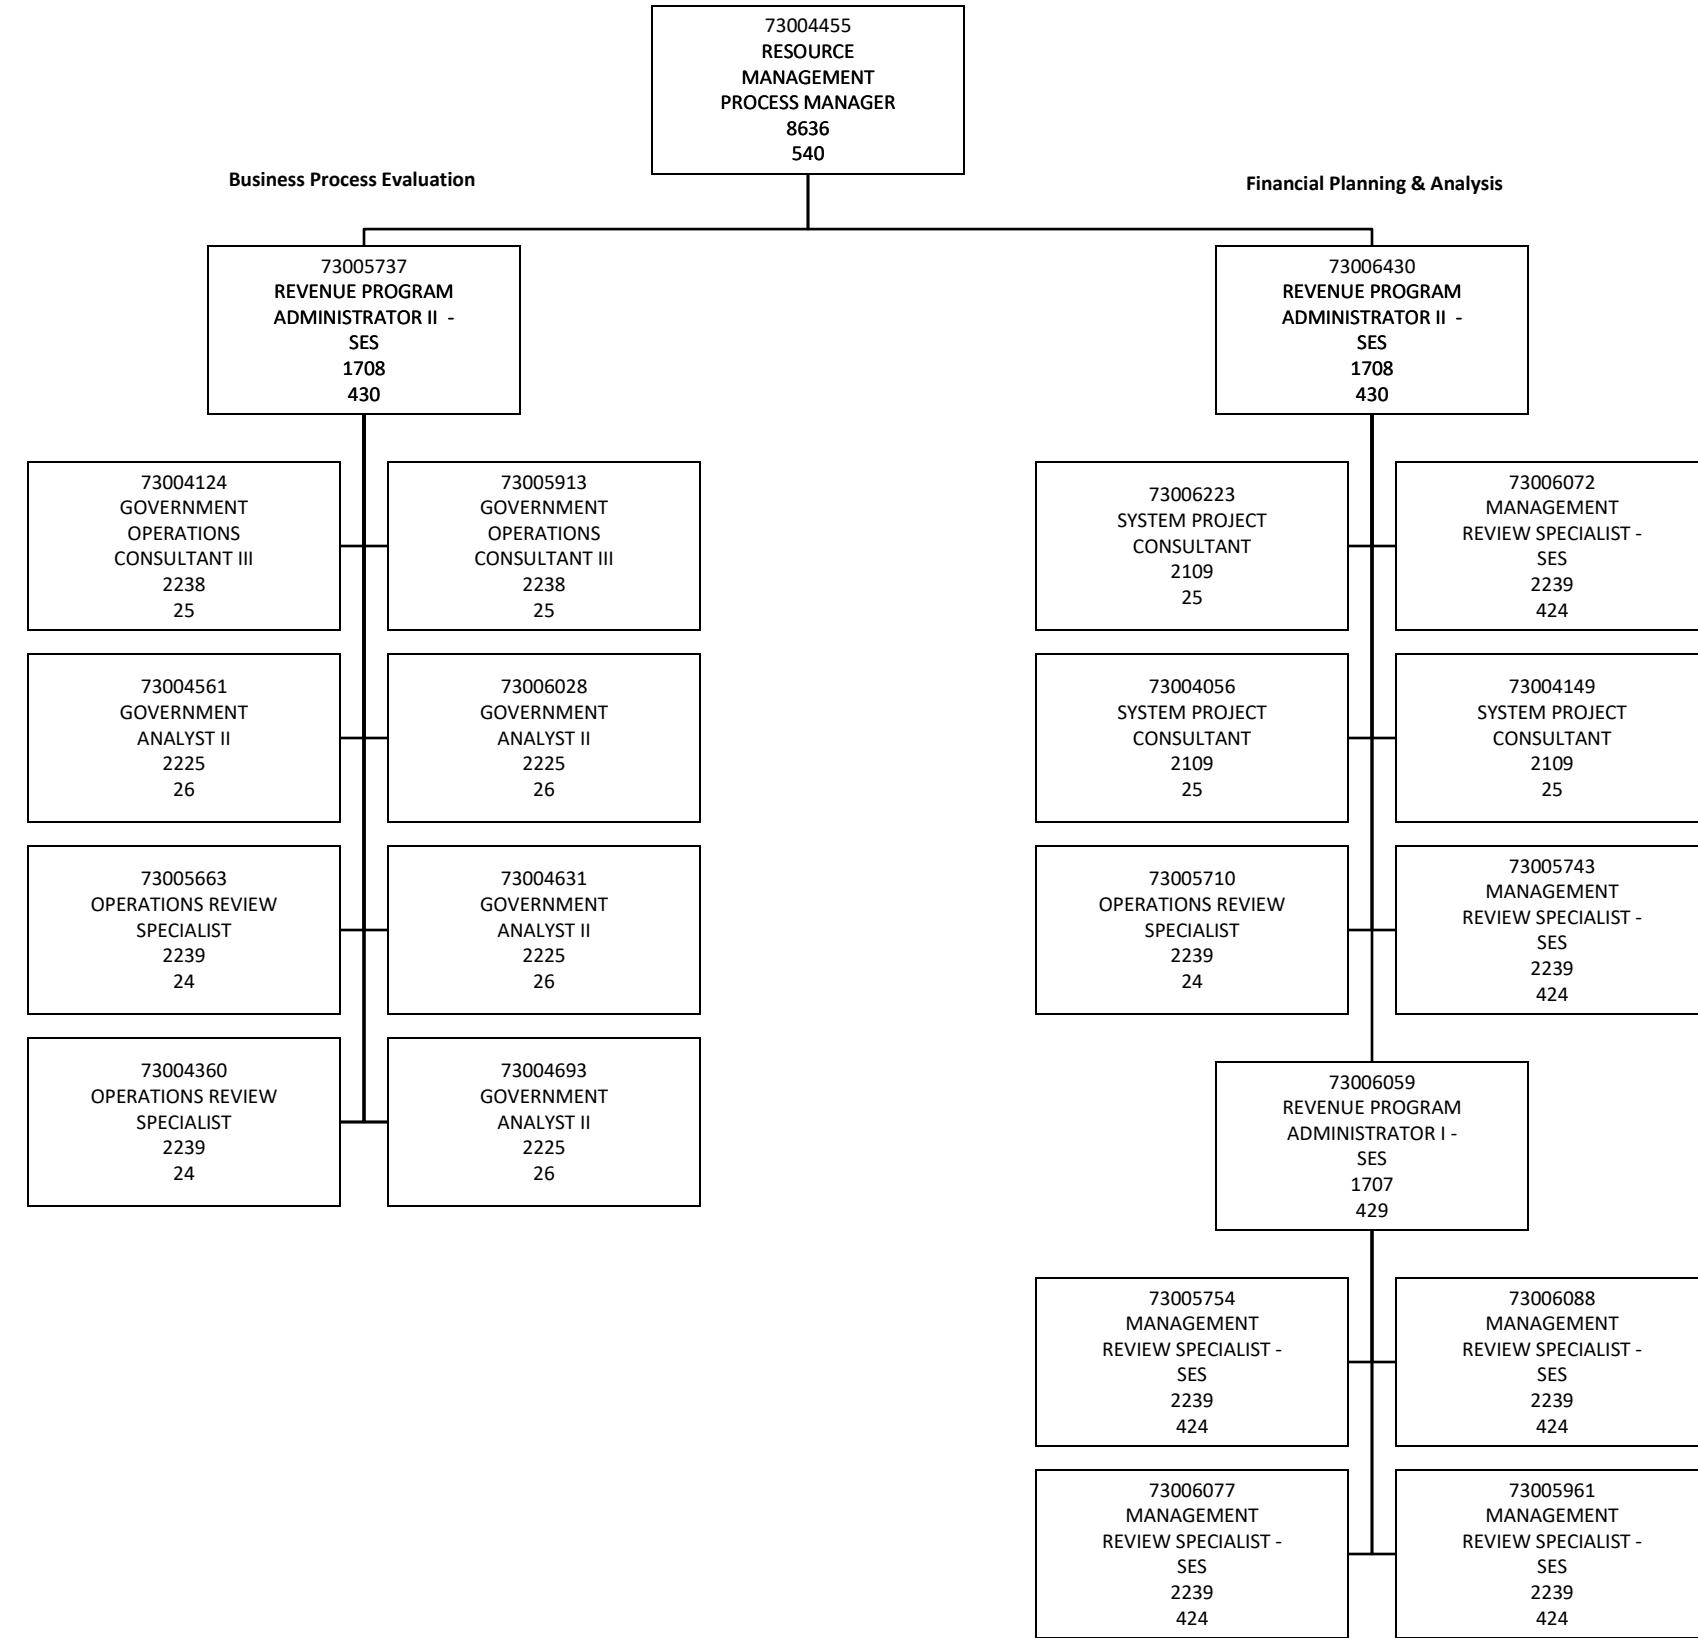 73004455
RESOURCE
MANAGEMENT
PROCESS MANAGER
8636
540
Business Process Evaluation
Financial Planning & Analysis
73005737
REVENUE PROGRAM
ADMINISTRATOR II -
SES
1708
430
73006430
REVENUE PROGRAM
ADMINISTRATOR II -
SES
1708
430
73004124
GOVERNMENT
OPERATIONS
CONSULTANT III
2238
25
73005913
GOVERNMENT
OPERATIONS
CONSULTANT III
2238
25
73006223
SYSTEM PROJECT
CONSULTANT
2109
25
73006072
MANAGEMENT
REVIEW SPECIALIST -
SES
2239
424
73004561
GOVERNMENT
ANALYST II
2225
26
73006028
GOVERNMENT
ANALYST II
2225
26
73004056
SYSTEM PROJECT
CONSULTANT
2109
25
73004149
SYSTEM PROJECT
CONSULTANT
2109
25
73005663
OPERATIONS REVIEW
SPECIALIST
2239
24
73004631
GOVERNMENT
ANALYST II
2225
26
73005710
OPERATIONS REVIEW
SPECIALIST
2239
24
73005743
MANAGEMENT
REVIEW SPECIALIST -
SES
2239
424
73004360
OPERATIONS REVIEW
SPECIALIST
2239
24
73004693
GOVERNMENT
ANALYST II
2225
26
73006059
REVENUE PROGRAM
ADMINISTRATOR I -
SES
1707
429
73005754
MANAGEMENT
REVIEW SPECIALIST -
SES
2239
424
73006088
MANAGEMENT
REVIEW SPECIALIST -
SES
2239
424
73006077
MANAGEMENT
REVIEW SPECIALIST -
SES
2239
424
73005961
MANAGEMENT
REVIEW SPECIALIST -
SES
2239
424